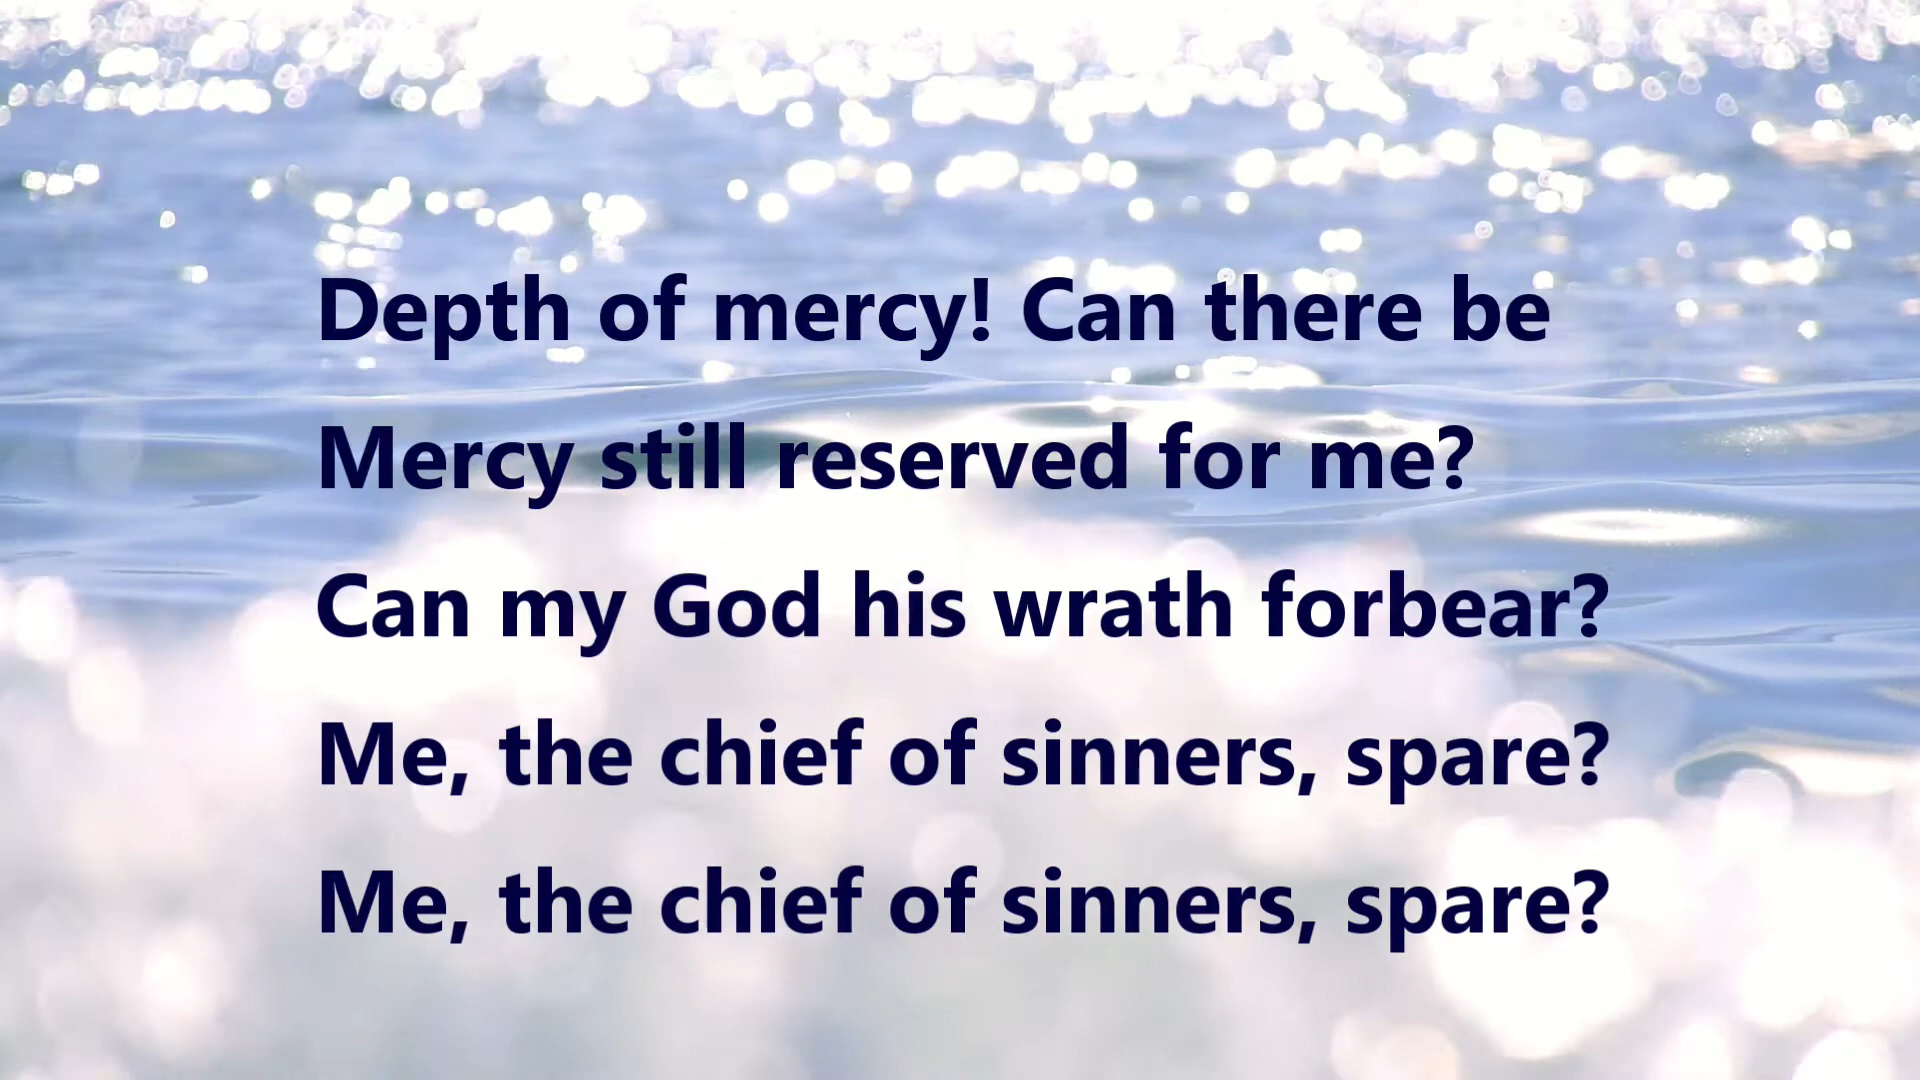 Depth of mercy! Can there be
Mercy still reserved for me?
Can my God his wrath forbear?
Me, the chief of sinners, spare?
Me, the chief of sinners, spare?